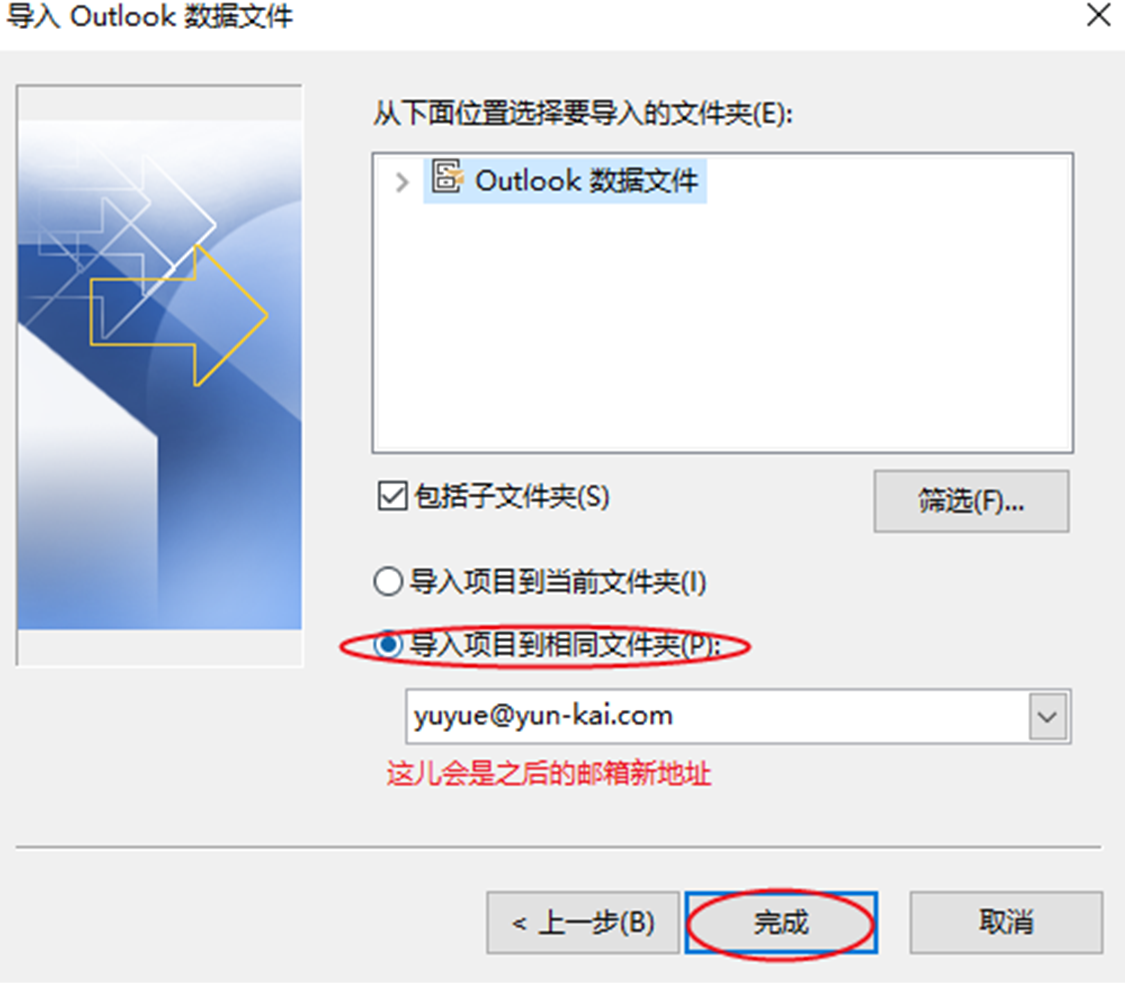 导入 Outlook 数据文件
从下面位置选择要导入的文件夹(E):
Outlook 数据文件
包括子文件夹(S)
筛选(F)...
导入项目到当前文件夹(I)
导入项目到相同文件夹(P):
yuyue@yun-kai.com
这儿会是之后的邮箱新地址
< 上一步(B)
完成
取消